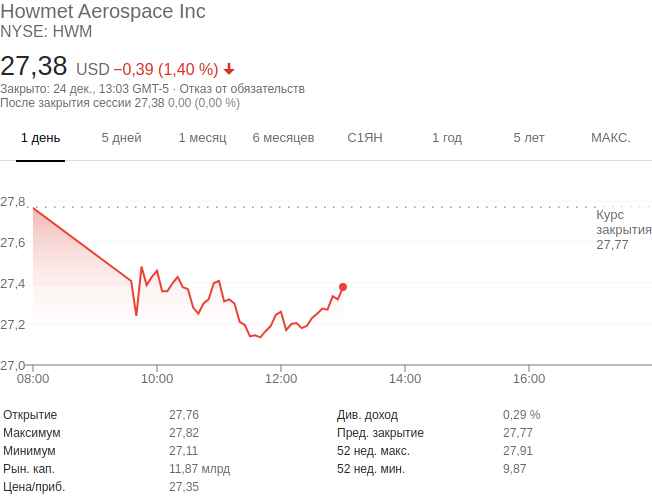 Howmet Aerospace Inc
NYSE: HWM
27,38 USD −0,39 (1,40 %)
Закрыто: 24 дек., 13:03 GMT-5 · Отказ от обязательств
После закрытия сессии 27,38 0,00 (0,00 %)
1 день 5 дней 1 месяц 6 месяцев С1ЯН 1 год 5 лет МАКС.
27,8
Курс
закрытия
27,77
27,6
27,4
27,2
27,0
08:00 10:00 12:00 14:00 16:00
Открытие 27,76 Див. доход 0,29 %
Максимум 27,82 Пред. закрытие 27,77
Минимум 27,11 52 нед. макс. 27,91
Рын. кап. 11,87 млрд 52 нед. мин. 9,87
Цена/приб. 27,35